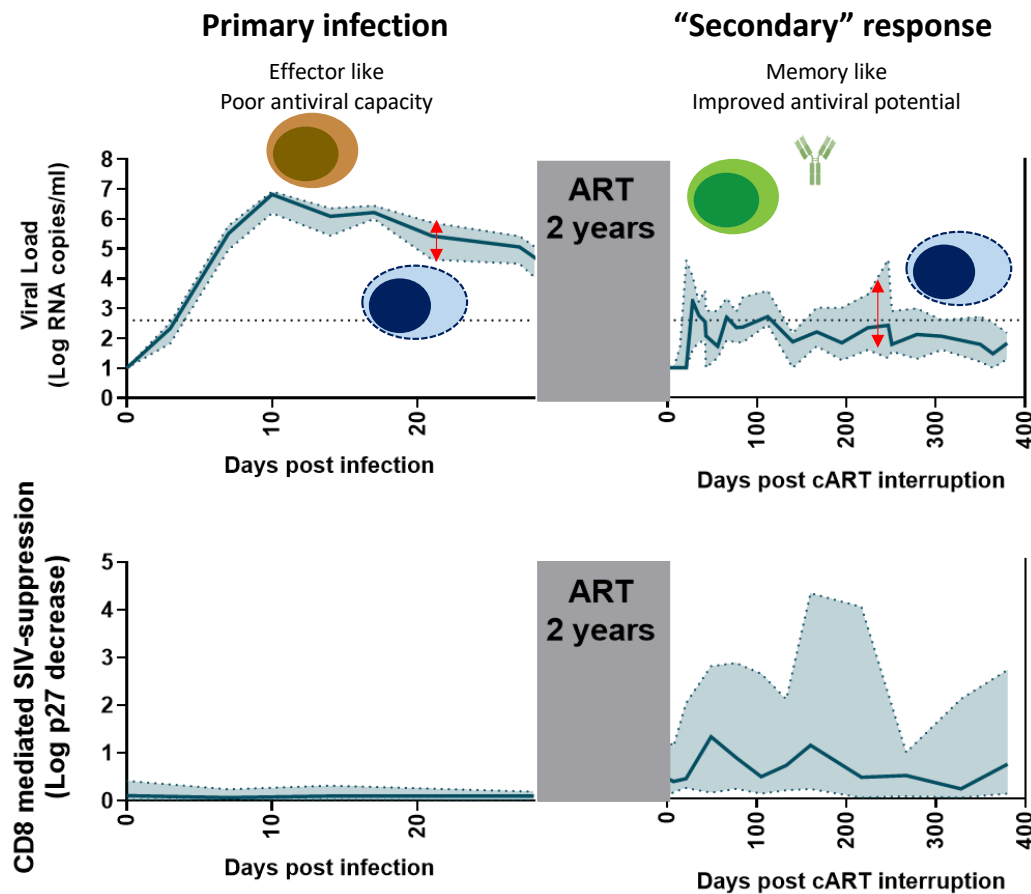 Primary infection
“Secondary” response
Effector like
Poor antiviral capacity
Memory like
Improved antiviral potential
Viral Load
(Log RNA copies/ml)
8
7
6
5
4
3
2
1
0
0
10
20
Days post infection
ART
2 years
0
100
200
300
400
Days post cART interruption
CD8 mediated SIV-suppression
(Log p27 decrease)
5
4
3
2
1
0
0
10
20
Days post infection
ART
2 years
0
100
200
300
400
Days post cART interruption